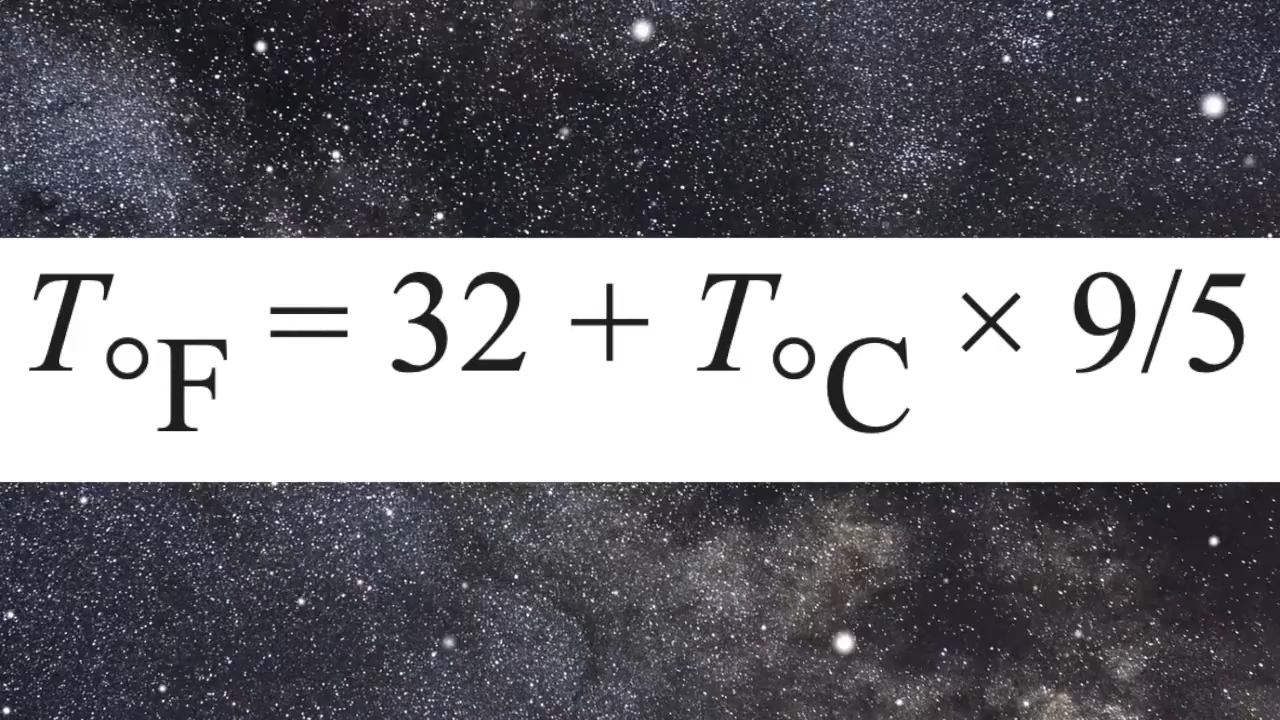 T°F = 32 + T°C × 9/5